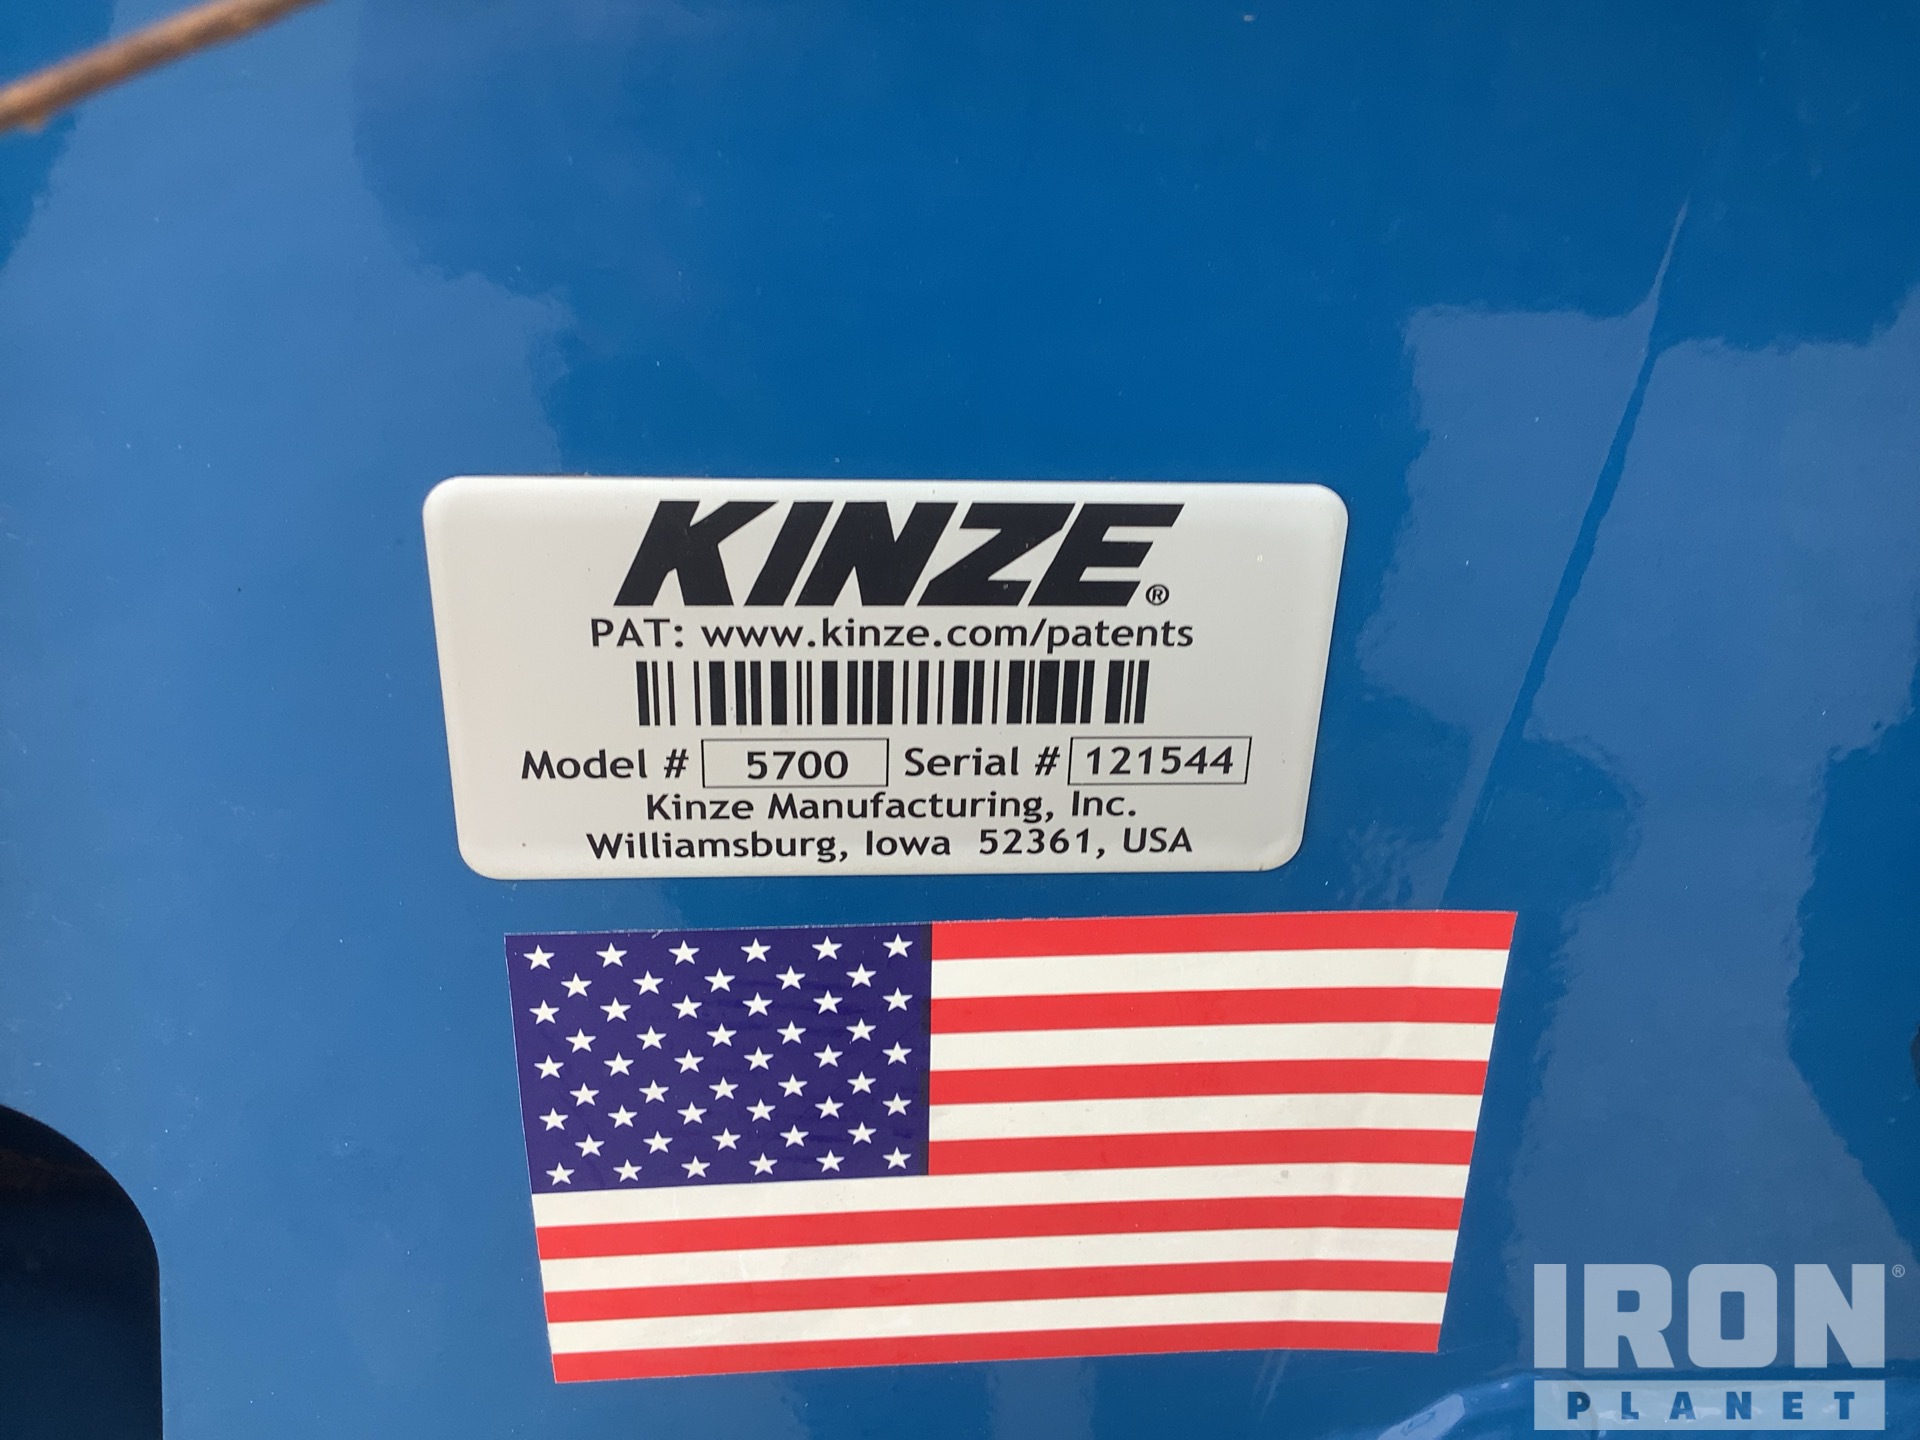 KINZE®
PAT: www.kinze.com/patents
Model # 5700 Serial # 121544
Kinze Manufacturing, Inc.
Williamsburg, Iowa 52361, USA
IRON®
PLANET